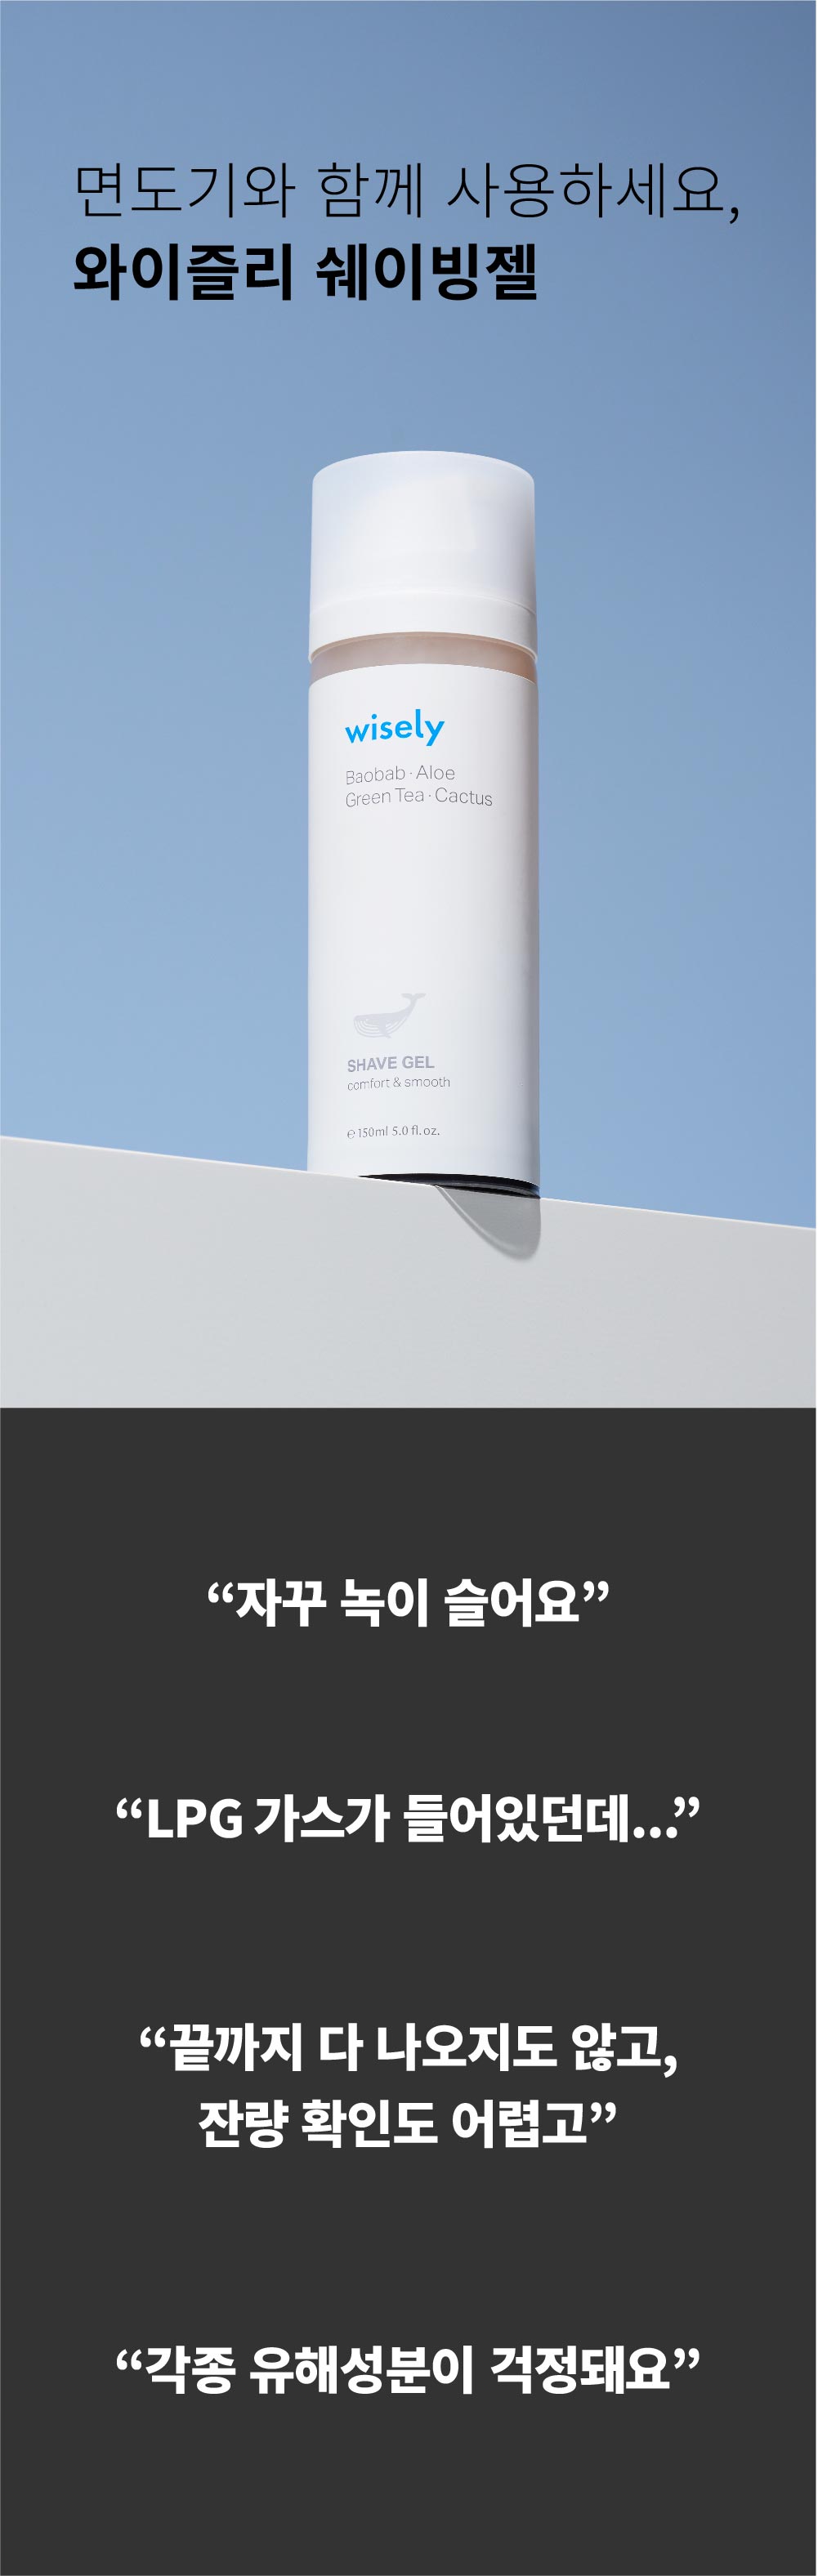 면도기와 함께 사용하세요,
와이즐리 쉐이빙젤
wisely
Baobab · Aloe
Green Tea · Cactus
SHAVE GEL
comfort & smooth
℮ 150ml 5.0 fl. oz.
“자꾸 녹이 슬어요”
“LPG 가스가 들어있던데...”
“끝까지 다 나오지도 않고,
잔량 확인도 어렵고”
“각종 유해성분이 걱정돼요”